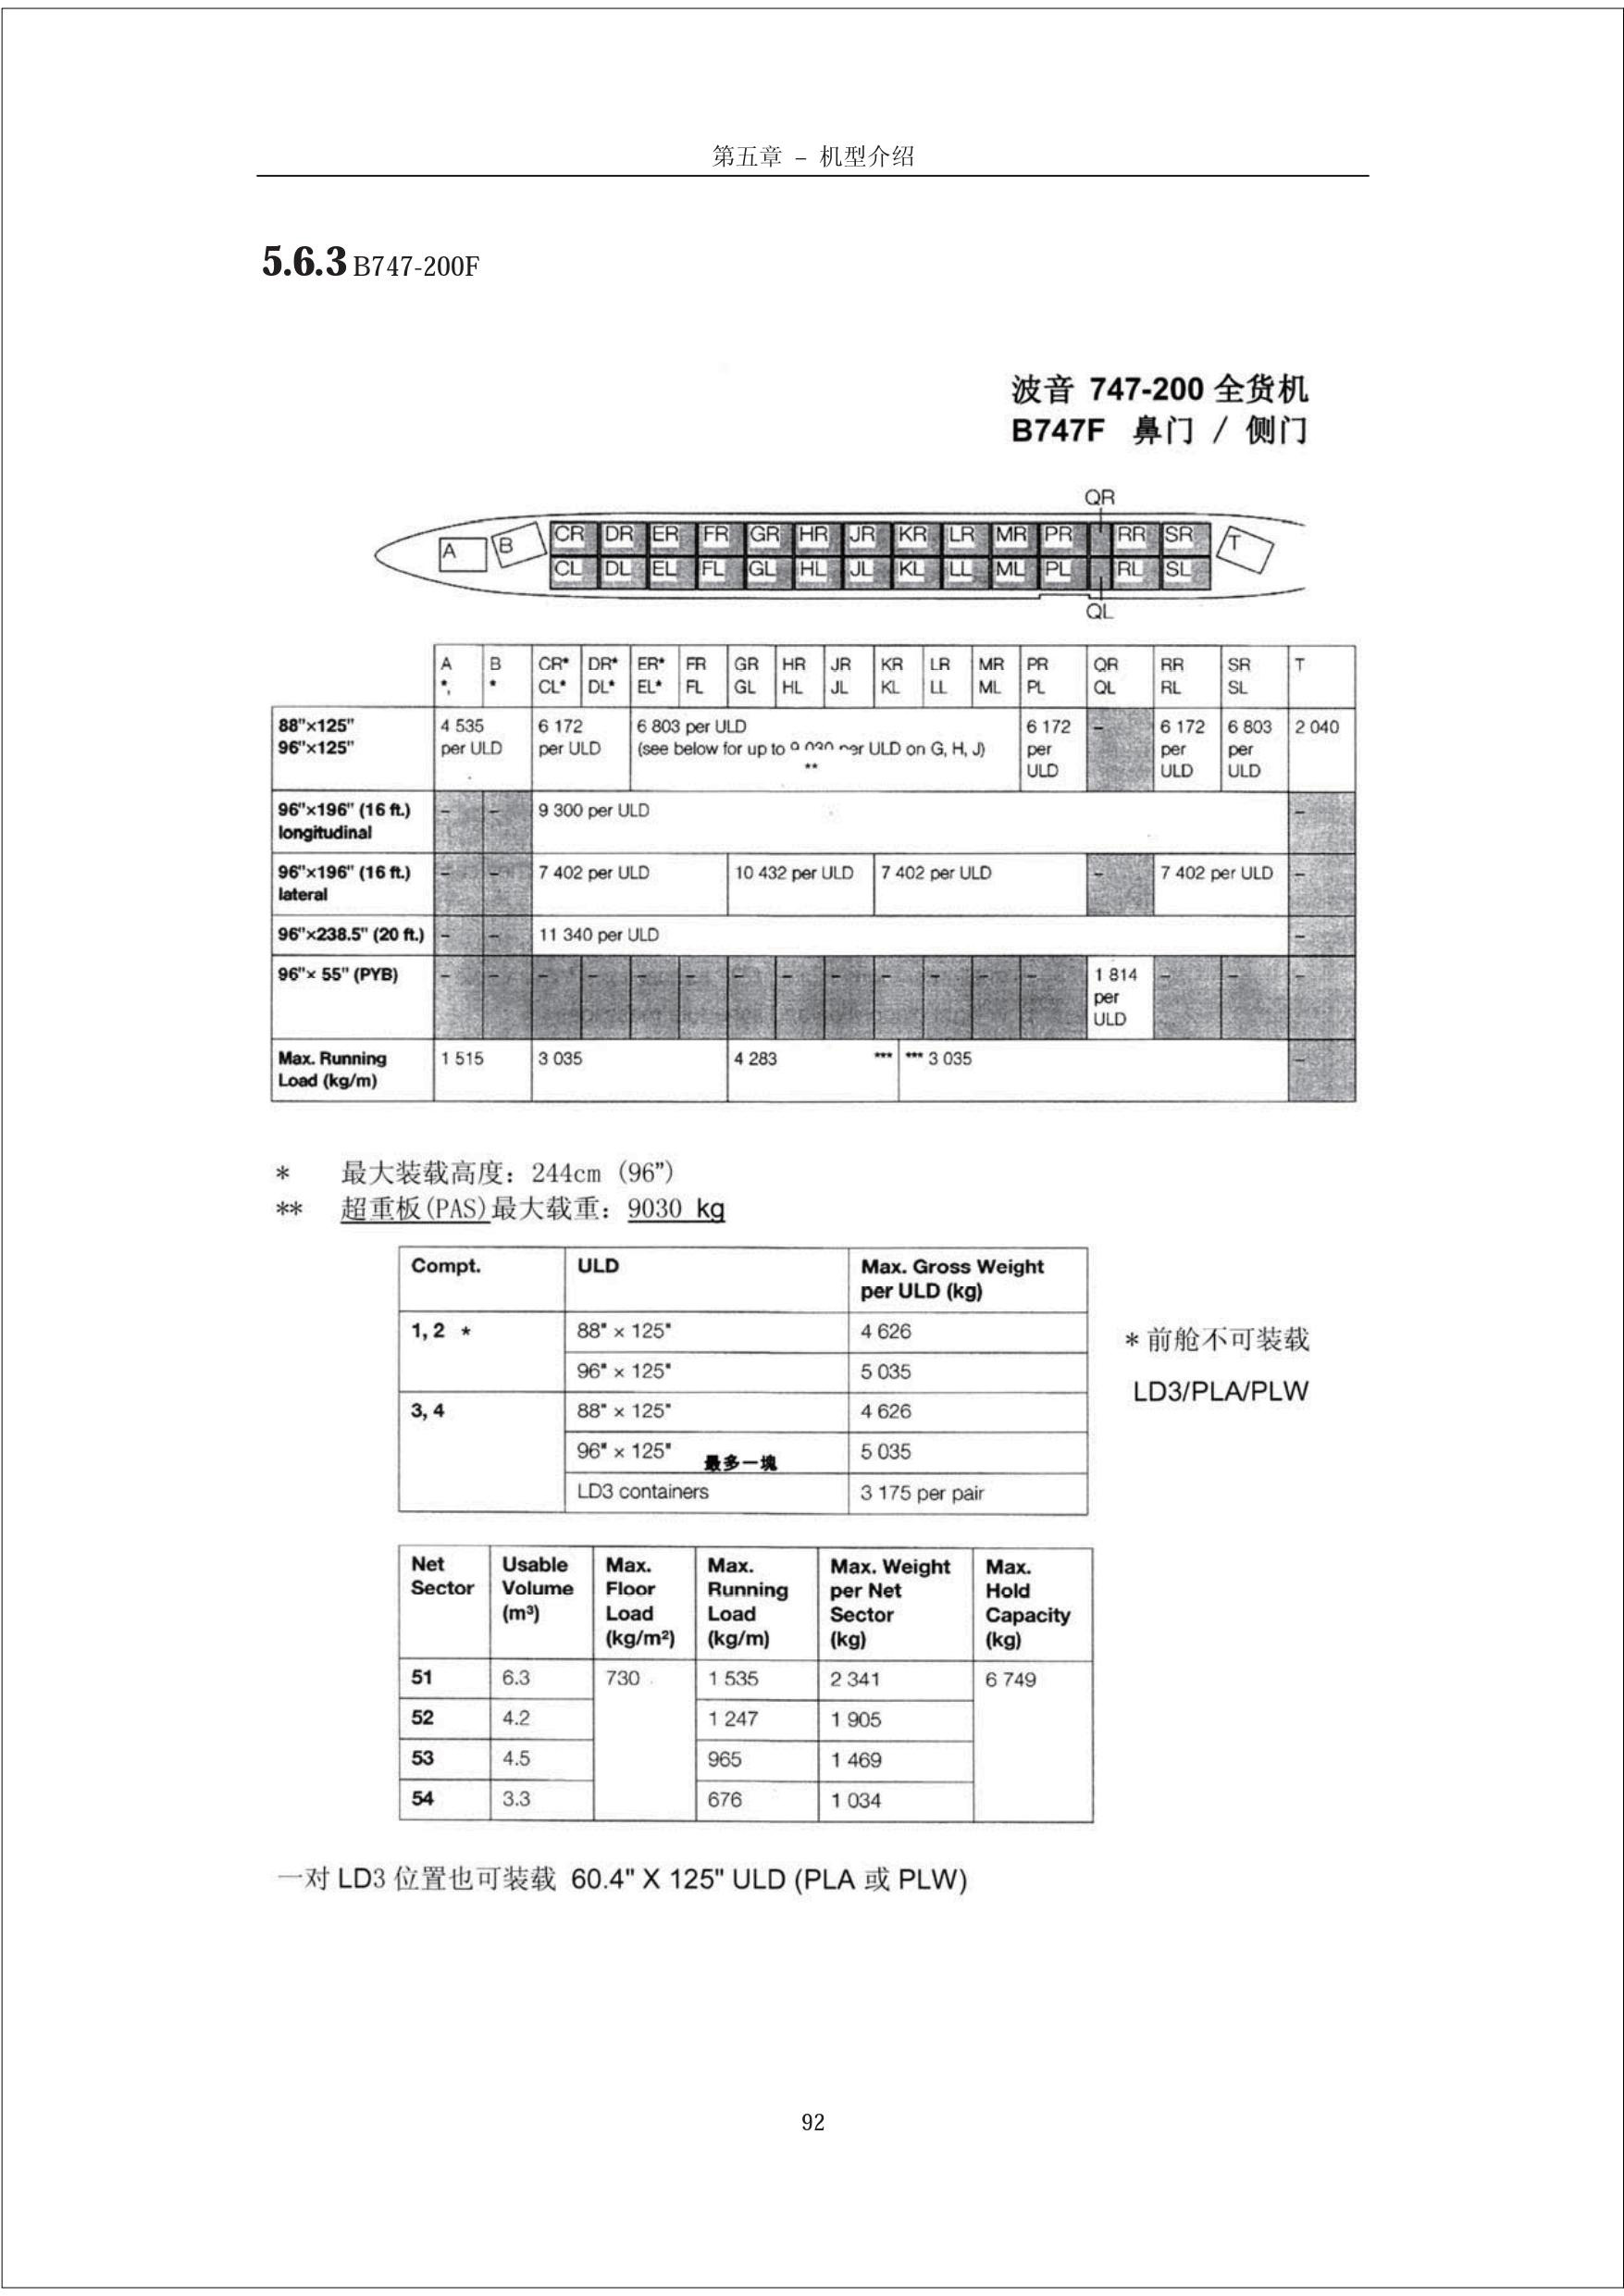 第五章 – 机型介绍
5.6.3 B747-200F
波音 747-200 全货机
B747F 鼻门 / 侧门
QR
A B CR DR ER FR GR HR JR KR LR MR PR RR SR T
CL DL EL FL GL HL JL KL LL ML PL RL SL
QL
A B CR* DR* ER* FR GR HR JR KR LR MR PR QR RR SR T
*, * CL* DL* EL* FL GL HL JL KL LL ML PL QL RL SL
88"×125" 4 535 6 172 6 803 per ULD 6 172 – 6 172 6 803 2 040
96"×125" per ULD per ULD (see below for up to per ULD on G, H, J) per per per
** ULD ULD ULD
96"×196" (16 ft.) – – 9 300 per ULD –
longitudinal
96"×196" (16 ft.) – – 7 402 per ULD 10 432 per ULD 7 402 per ULD – 7 402 per ULD –
lateral
96"×238.5" (20 ft.) – – 11 340 per ULD –
96"× 55" (PYB) – – – – – – – – – – – – – 1 814 – – –
per
ULD
Max. Running 1 515 3 035 4 283 *** *** 3 035 –
Load (kg/m)
* 最大装载高度：244cm (96”)
** 超重板(PAS)最大载重：9030 kg
Compt. ULD Max. Gross Weight
per ULD (kg)
1, 2 * 88" × 125" 4 626
96" × 125" 5 035
3, 4 88" × 125" 4 626
96" × 125" 最多一塊 5 035
LD3 containers 3 175 per pair
* 前舱不可装载
LD3/PLA/PLW
Net Usable Max. Max. Max. Weight Max.
Sector Volume Floor Running per Net Hold
(m³) Load Load Sector Capacity
(kg/m²) (kg/m) (kg) (kg)
51 6.3 730 1 535 2 341 6 749
52 4.2 1 247 1 905
53 4.5 965 1 469
54 3.3 676 1 034
一对 LD3 位置也可装载 60.4" X 125" ULD (PLA 或 PLW)
92